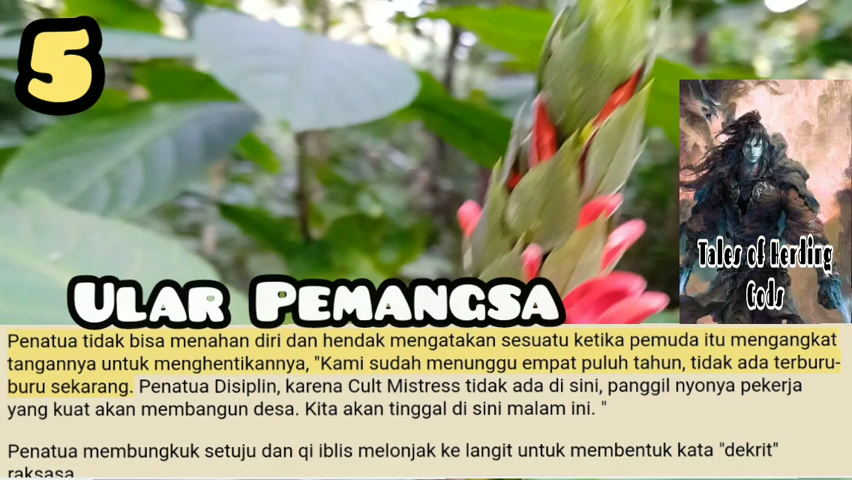 5
Tales of Herding
Gods
Ular Pemangsa
Penatua tidak bisa menahan diri dan hendak mengatakan sesuatu ketika pemuda itu mengangkat
tangannya untuk menghentikannya, "Kami sudah menunggu empat puluh tahun, tidak ada terburu-
buru sekarang. Penatua Disiplin, karena Cult Mistress tidak ada di sini, panggil nyonya pekerja
yang kuat akan membangun desa. Kita akan tinggal di sini malam ini. "
Penatua membungkuk setuju dan qi iblis melonjak ke langit untuk membentuk kata "dekrit"
raksasa